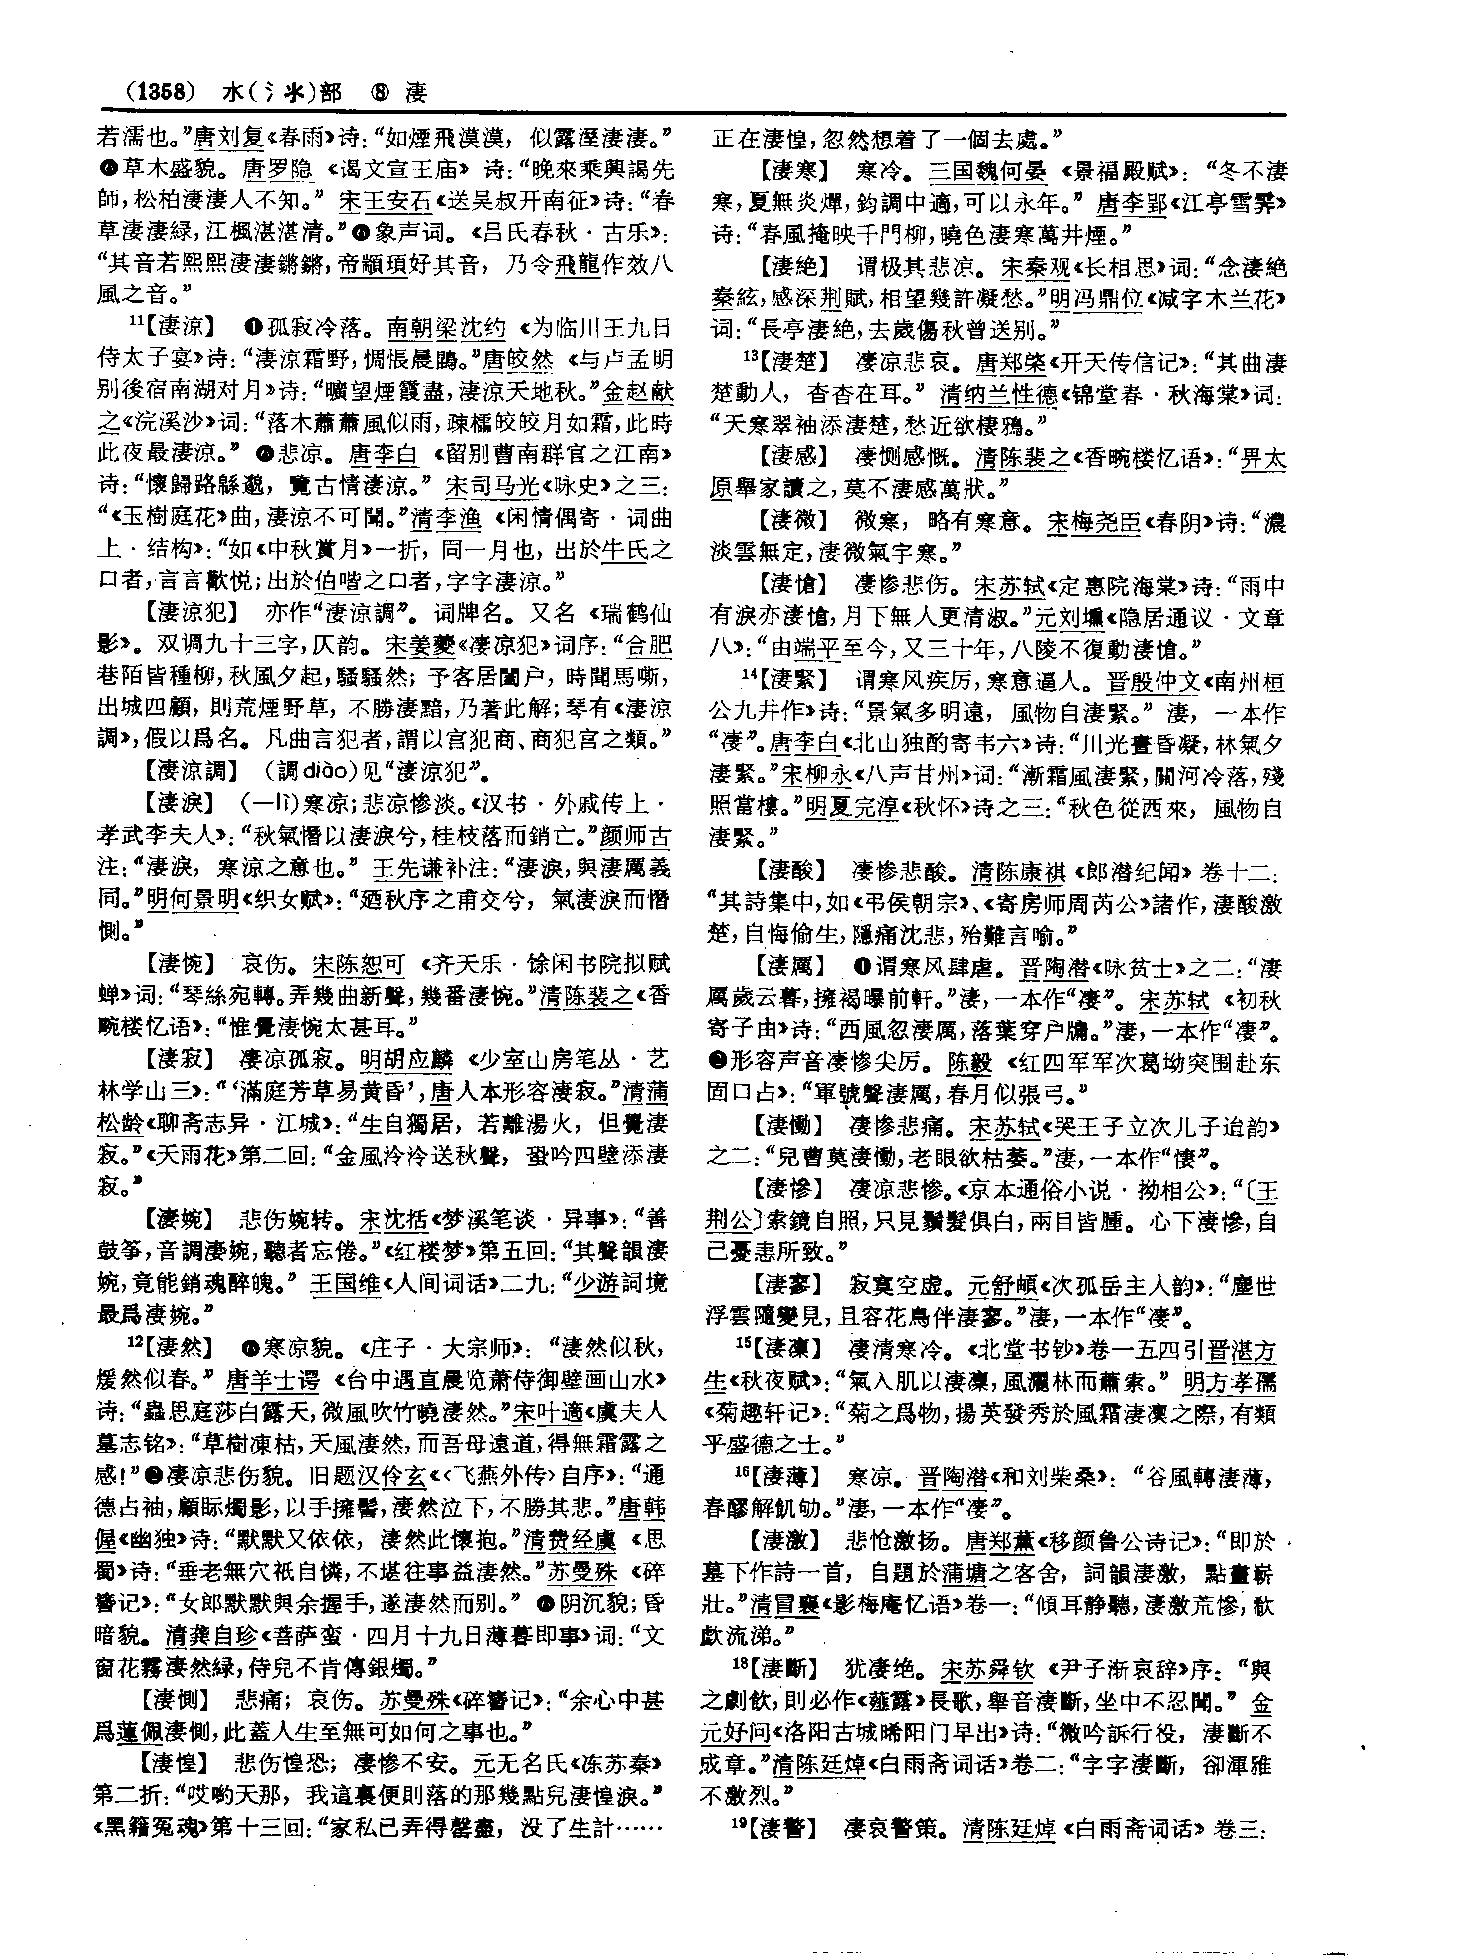 (1358) 水(氵氺)部 ⑧ 淒
若濡也。”唐刘复《春雨》诗：“如煙飛漠漠，似露溼淒淒。”
❺草木盛貌。唐罗隐《谒文宣王庙》诗：“晚來乘興謁先
師，松柏淒淒人不知。”宋王安石《送吴叔开南征》诗：“春
草淒淒緑，江楓湛湛清。”❻象声词。《吕氏春秋·古乐》：
“其音若熙熙淒淒鏘鏘，帝顓頊好其音，乃令飛龍作效八
風之音。”
¹¹【淒涼】 ❶孤寂冷落。南朝梁沈约《为临川王九日
侍太子宴》诗：“淒涼霜野，惆悵晨鵾。”唐皎然《与卢孟明
别後宿南湖对月》诗：“曠望煙霞盡，淒涼天地秋。”金赵献
之《浣溪沙》词：“落木蕭蕭風似雨，疎櫺皎皎月如霜，此時
此夜最淒涼。”❷悲凉。唐李白《留别曹南群官之江南》
诗：“懷歸路緜邈，覽古情淒涼。”宋司马光《咏史》之三：
“《玉樹庭花》曲，淒涼不可聞。”清李渔《闲情偶寄·词曲
上·结构》：“如《中秋賞月》一折，同一月也，出於牛氏之
口者，言言歡悦；出於伯喈之口者，字字淒涼。”
【淒涼犯】 亦作“淒涼調”。词牌名。又名《瑞鹤仙
影》。双调九十三字，仄韵。宋姜夔《凄凉犯》词序：“合肥
巷陌皆種柳，秋風夕起，騷騷然；予客居闔户，時聞馬嘶，
出城四顧，則荒煙野草，不勝淒黯，乃著此解；琴有《淒涼
調》，假以爲名。凡曲言犯者，謂以宫犯商、商犯宫之類。”
【淒涼調】 （調diào）见“淒涼犯”。
【淒淚】 （—lì）寒凉；悲凉惨淡。《汉书·外戚传上·
孝武李夫人》：“秋氣憯以淒淚兮，桂枝落而銷亡。”颜师古
注：“淒淚，寒涼之意也。”王先谦补注：“淒淚，與淒厲義
同。”明何景明《织女赋》：“廼秋序之甫交兮，氣淒淚而憯
惻。”
【淒惋】 哀伤。宋陈恕可《齐天乐·馀闲书院拟赋
蝉》词：“琴絲宛轉。弄幾曲新聲，幾番淒惋。”清陈裴之《香
畹楼忆语》：“惟覺淒惋太甚耳。”
【淒寂】 凄凉孤寂。明胡应麟《少室山房笔丛·艺
林学山三》：“‘滿庭芳草易黄昏’，唐人本形容淒寂。”清蒲
松龄《聊斋志异·江城》：“生自獨居，若離湯火，但覺淒
寂。”《天雨花》第二回：“金風泠泠送秋聲，蛩吟四壁添淒
寂。”
【淒婉】 悲伤婉转。宋沈括《梦溪笔谈·异事》：“善
鼓筝，音調淒婉，聽者忘倦。”《红楼梦》第五回：“其聲韻淒
婉，竟能銷魂醉魄。”王国维《人间词话》二九：“少游詞境
最爲淒婉。”
¹²【淒然】 ❶寒凉貌。《庄子·大宗师》：“淒然似秋，
煖然似春。”唐羊士谔《台中遇直晨览萧侍御壁画山水》
诗：“蟲思庭莎白露天，微風吹竹曉淒然。”宋叶適《虞夫人
墓志铭》：“草樹凍枯，天風淒然，而吾母遠道，得無霜露之
感！”❷凄凉悲伤貌。旧题汉伶玄《〈飞燕外传〉自序》：“通
德占袖，顧眎燭影，以手擁髻，淒然泣下，不勝其悲。”唐韩
偓《幽独》诗：“默默又依依，淒然此懷抱。”清费经虞《思
蜀》诗：“垂老無穴祇自憐，不堪往事益淒然。”苏曼殊《碎
簪记》：“女郎默默與余握手，遂淒然而别。”❸阴沉貌；昏
暗貌。清龚自珍《菩萨蛮·四月十九日薄暮即事》词：“文
窗花霧淒然緑，侍兒不肯傳銀燭。”
【淒惻】 悲痛；哀伤。苏曼殊《碎簪记》：“余心中甚
爲蓮佩淒惻，此蓋人生至無可如何之事也。”
【淒惶】 悲伤惶恐；凄惨不安。元无名氏《冻苏秦》
第二折：“哎喲天那，我這裏便則落的那幾點兒淒惶淚。”
《黑籍冤魂》第十三回：“家私已弄得罄盡，没了生計……
正在淒惶，忽然想着了一個去處。”
【淒寒】 寒冷。三国魏何晏《景福殿赋》：“冬不淒
寒，夏無炎燀，鈞調中適，可以永年。”唐李郢《江亭雪霁》
诗：“春風掩映千門柳，曉色淒寒萬井煙。”
【淒絶】 谓极其悲凉。宋秦观《长相思》词：“念淒絶
秦絃，感深荆賦，相望幾許凝愁。”明冯鼎位《减字木兰花》
词：“長亭淒絶，去歲傷秋曾送别。”
¹³【淒楚】 凄凉悲哀。唐郑棨《开天传信记》：“其曲淒
楚動人，杳杳在耳。”清纳兰性德《锦堂春·秋海棠》词：
“天寒翠袖添淒楚，愁近欲棲鴉。”
【淒感】 凄恻感慨。清陈裴之《香畹楼忆语》：“畀太
原舉家讀之，莫不淒感萬狀。”
【淒微】 微寒，略有寒意。宋梅尧臣《春阴》诗：“濃
淡雲無定，淒微氣字寒。”
【淒愴】 凄惨悲伤。宋苏轼《定惠院海棠》诗：“雨中
有淚亦淒愴，月下無人更清淑。”元刘壎《隐居通议·文章
八》：“由端平至今，又三十年，八陵不復動淒愴。”
¹⁴【淒緊】 谓寒风疾厉，寒意逼人。晋殷仲文《南州桓
公九井作》诗：“景氣多明遠，風物自淒緊。”淒，一本作
“凄”。唐李白《北山独酌寄韦六》诗：“川光晝昏凝，林氣夕
淒緊。”宋柳永《八声甘州》词：“漸霜風淒緊，關河冷落，殘
照當樓。”明夏完淳《秋怀》诗之三：“秋色從西來，風物自
淒緊。”
【淒酸】 凄惨悲酸。清陈康祺《郎潜纪闻》卷十二：
“其詩集中，如《弔侯朝宗》、《寄房师周芮公》諸作，淒酸激
楚，自悔偷生，隱痛沈悲，殆難言喻。”
【淒厲】 ❶谓寒风肆虐。晋陶潜《咏贫士》之二：“淒
厲歲云暮，擁褐曝前軒。”淒，一本作“凄”。宋苏轼《初秋
寄子由》诗：“西風忽淒厲，落葉穿户牖。”淒，一本作“凄”。
❷形容声音凄惨尖厉。陈毅《红四军军次葛坳突围赴东
固口占》：“軍號聲淒厲，春月似張弓。”
【淒慟】 凄惨悲痛。宋苏轼《哭王子立次儿子迨韵》
之二：“兒曹莫淒慟，老眼欲枯萎。”淒，一本作“悽”。
【淒慘】 凄凉悲惨。《京本通俗小说·拗相公》：“〔王
荆公〕索鏡自照，只見鬚髮俱白，兩目皆腫。心下淒慘，自
己憂恚所致。”
【淒寥】 寂寞空虚。元舒頔《次孤岳主人韵》：“塵世
浮雲隨變見，且容花鳥伴淒寥。”淒，一本作“凄”。
¹⁵【淒凜】 凄清寒冷。《北堂书钞》卷一五四引晋湛方
生《秋夜赋》：“氣入肌以淒凜，風灑林而蕭索。”明方孝孺
《菊趣轩记》：“菊之爲物，揚英發秀於風霜淒凜之際，有類
乎盛德之士。”
¹⁶【淒薄】 寒凉。晋陶潜《和刘柴桑》：“谷風轉淒薄，
春醪解飢劬。”淒，一本作“凄”。
【淒激】 悲怆激扬。唐郑薰《移颜鲁公诗记》：“即於
墓下作詩一首，自題於蒲塘之客舍，詞韻淒激，點畫嶄
壯。”清冒襄《影梅庵忆语》卷一：“傾耳静聽，淒激荒慘，欷
歔流涕。”
¹⁸【淒斷】 犹凄绝。宋苏舜钦《尹子渐哀辞》序：“與
之劇飲，則必作《薤露》長歌，舉音淒斷，坐中不忍聞。”金
元好问《洛阳古城晞阳门早出》诗：“微吟訴行役，淒斷不
成章。”清陈廷焯《白雨斋词话》卷二：“字字淒斷，卻渾雅
不激烈。”
¹⁹【淒警】 凄哀警策。清陈廷焯《白雨斋词话》卷三：